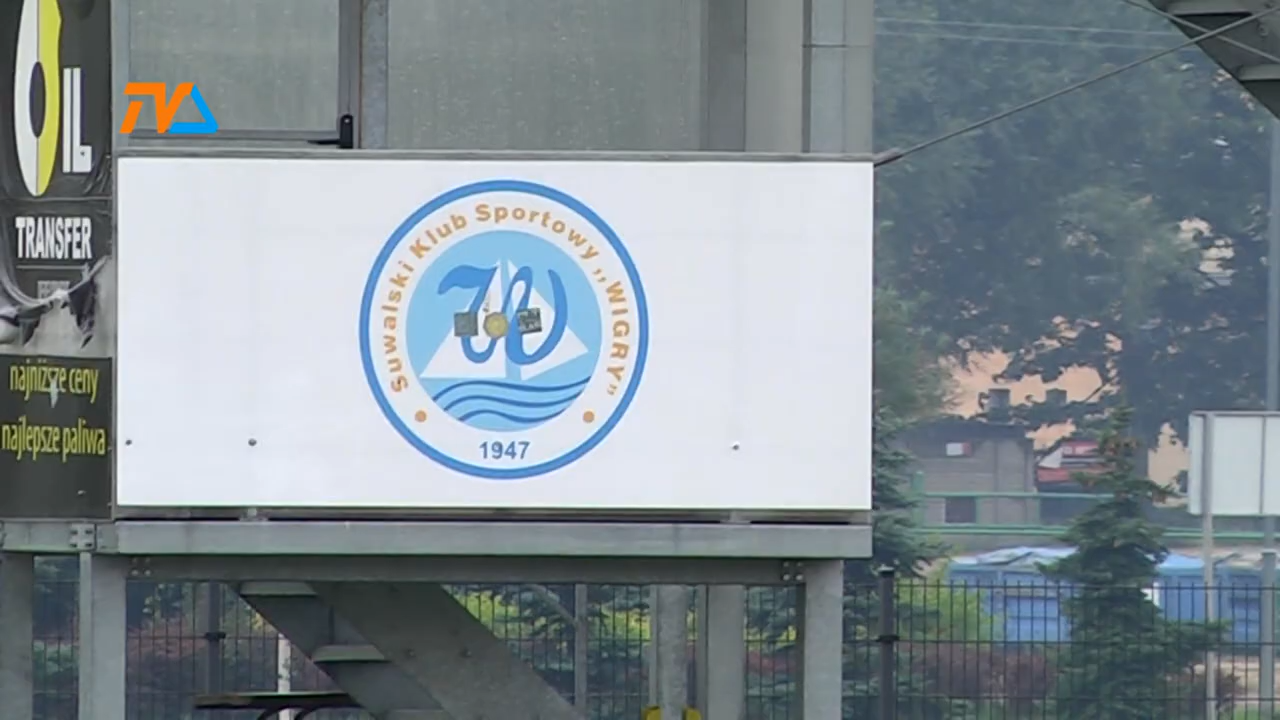 TVS
OIL
TRANSFER
najniższe ceny
najlepsze paliwa
Suwalski Klub Sportowy „WIGRY”
W
1947